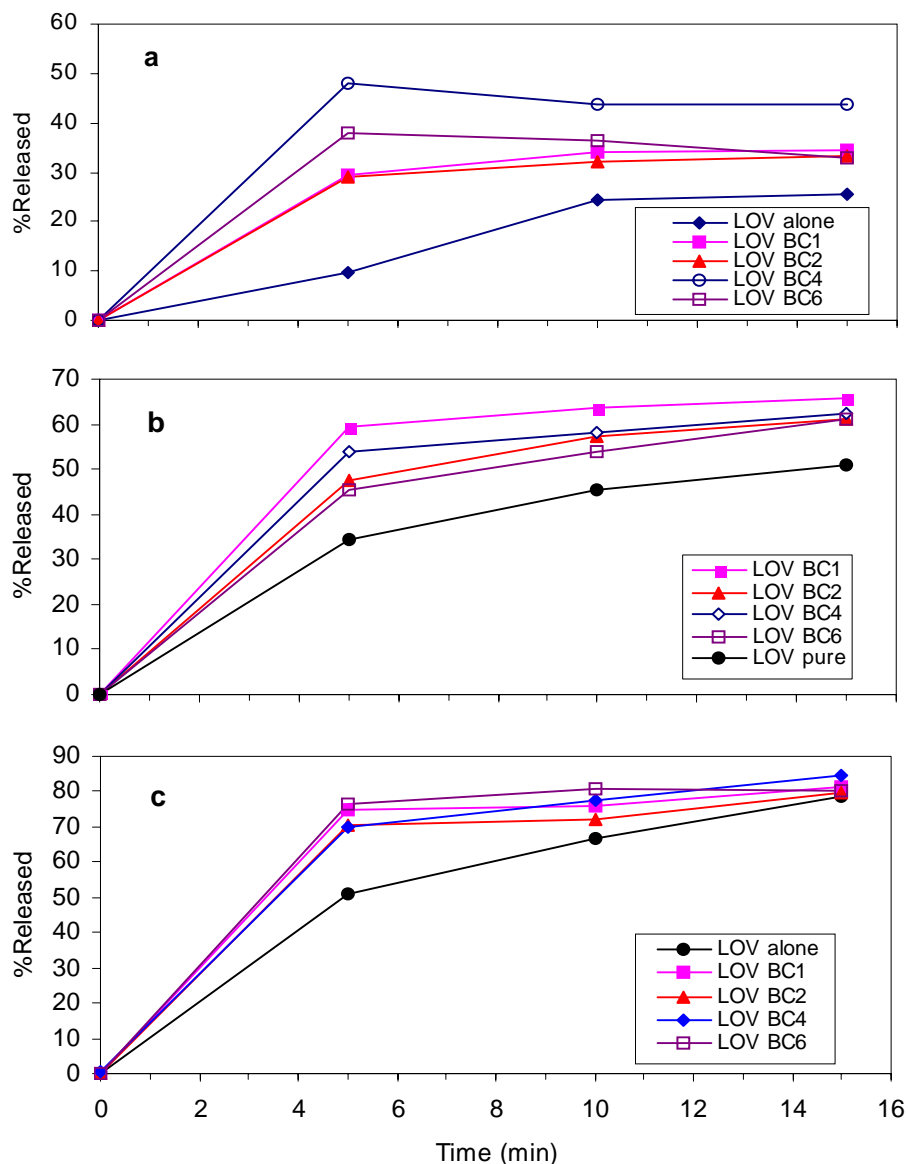 60
50
40
30
20
10
0
%Released
a
LOV alone
LOV BC1
LOV BC2
LOV BC4
LOV BC6
70
60
50
40
30
20
10
0
%Released
b
LOV BC1
LOV BC2
LOV BC4
LOV BC6
LOV pure
90
80
70
60
50
40
30
20
10
0
%Released
c
LOV alone
LOV BC1
LOV BC2
LOV BC4
LOV BC6
0 2 4 6 8 10 12 14 16
Time (min)